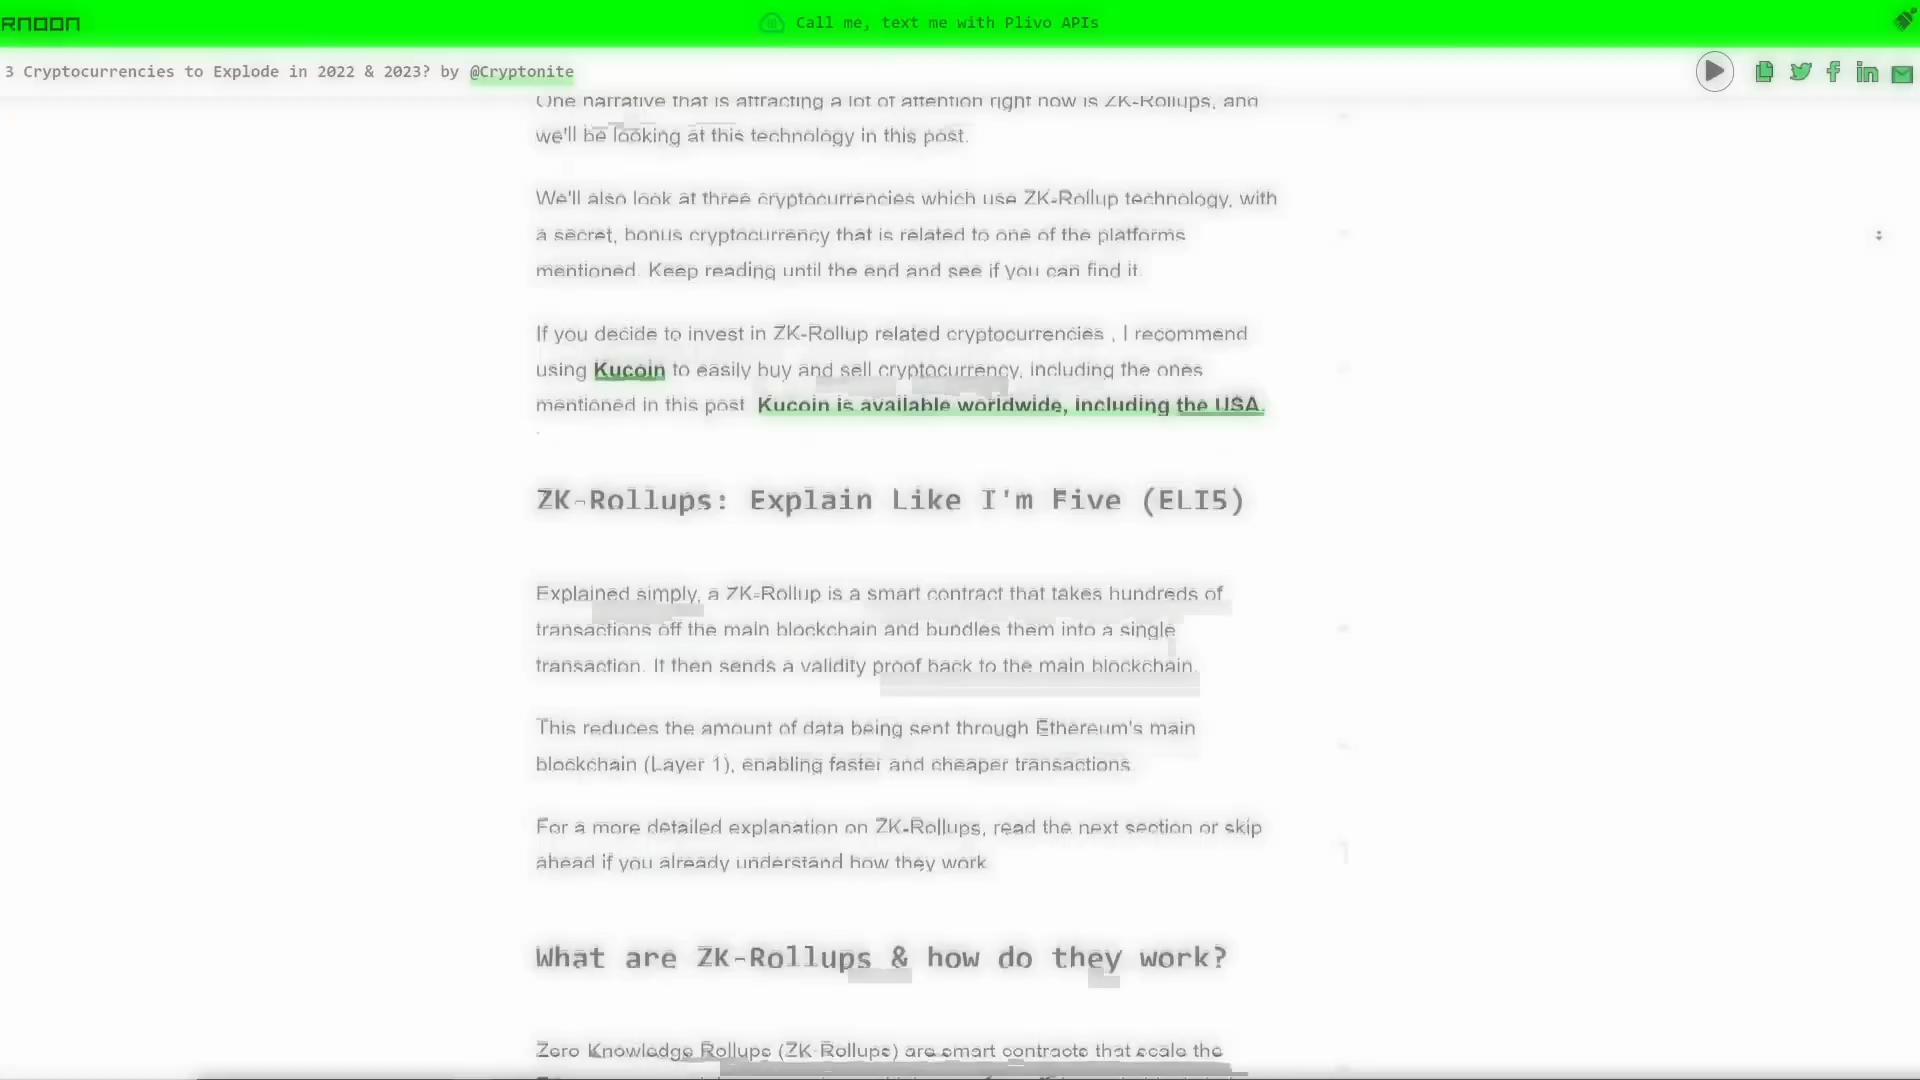 RNOON
Call me, text me with Plivo APIs
3 Cryptocurrencies to Explode in 2022 & 2023? by @Cryptonite
One narrative that is attracting a lot of attention right now is ZK-Rollups, and
we'll be looking at this technology in this post.
We'll also look at three cryptocurrencies which use ZK-Rollup technology, with
a secret, bonus cryptocurrency that is related to one of the platforms
mentioned. Keep reading until the end and see if you can find it.
If you decide to invest in ZK-Rollup related cryptocurrencies , I recommend
using Kucoin to easily buy and sell cryptocurrency, including the ones
mentioned in this post. Kucoin is available worldwide, including the USA.
.
ZK-Rollups: Explain Like I'm Five (ELI5)
Explained simply, a ZK-Rollup is a smart contract that takes hundreds of
transactions off the main blockchain and bundles them into a single
transaction. It then sends a validity proof back to the main blockchain.
This reduces the amount of data being sent through Ethereum's main
blockchain (Layer 1), enabling faster and cheaper transactions.
For a more detailed explanation on ZK-Rollups, read the next section or skip
ahead if you already understand how they work.
What are ZK-Rollups & how do they work?
Zero Knowledge Rollups (ZK-Rollups) are smart contracts that scale the